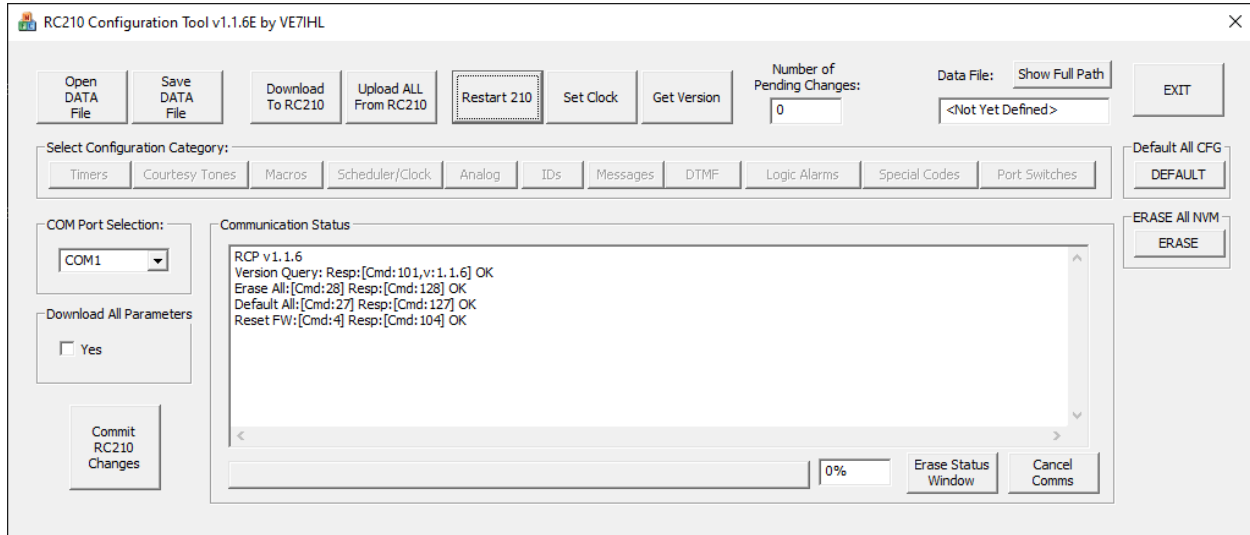 RC210 Configuration Tool v1.1.6E by VE7IHL
Open
DATA
File
Save
DATA
File
Download
To RC210
Upload ALL
From RC210
Restart 210
Set Clock
Get Version
Number of
Pending Changes:
0
Data File:
Show Full Path
<Not Yet Defined>
EXIT
Select Configuration Category:
Timers
Courtesy Tones
Macros
Scheduler/Clock
Analog
IDs
Messages
DTMF
Logic Alarms
Special Codes
Port Switches
Default All CFG
DEFAULT
COM Port Selection:
COM1
Communication Status
RCP v1.1.6
Version Query: Resp:[Cmd:101,v:1.1.6] OK
Erase All:[Cmd:28] Resp:[Cmd:128] OK
Default All:[Cmd:27] Resp:[Cmd:127] OK
Reset FW:[Cmd:4] Resp:[Cmd:104] OK
ERASE All NVM
ERASE
Download All Parameters
Yes
Commit
RC210
Changes
0%
Erase Status
Window
Cancel
Comms